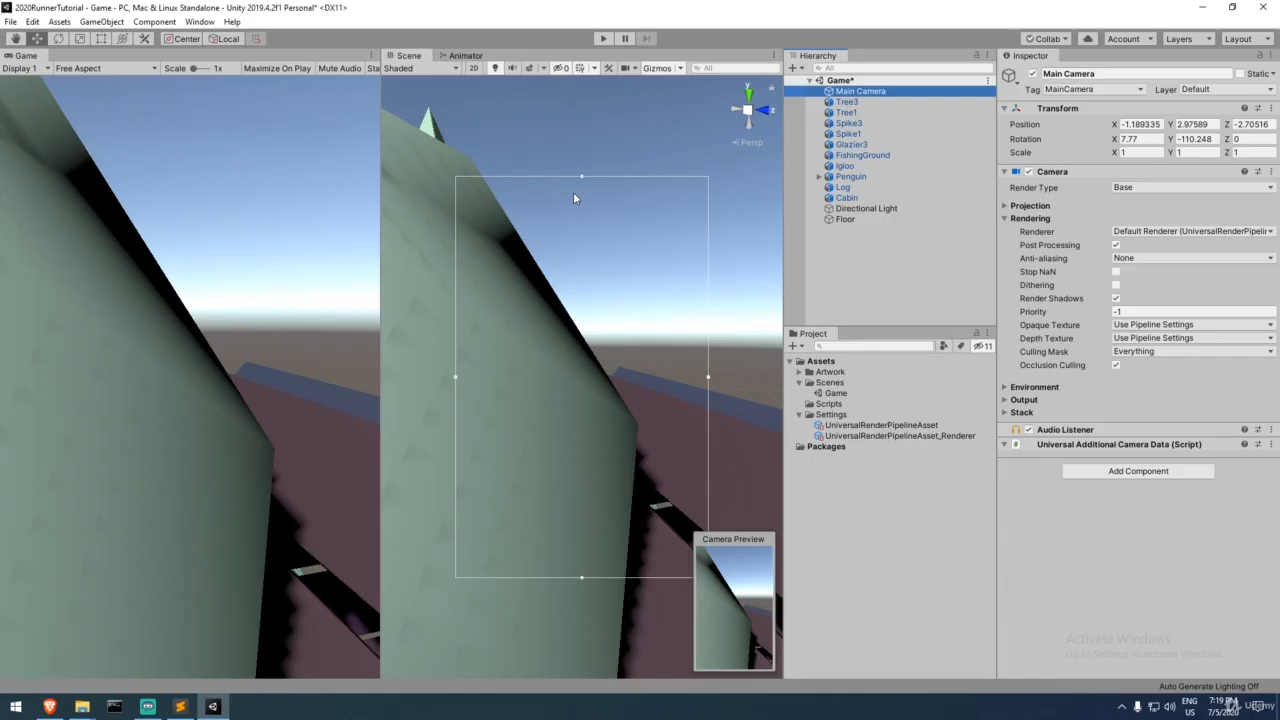 2020RunnerTutorial - Game - PC, Mac & Linux Standalone - Unity 2019.4.2f1 Personal* <DX11>
File Edit Assets GameObject Component Window Help
Center Local Collab Account Layers Layout
Game
Display 1 Free Aspect Scale 1x Maximize On Play Mute Audio Sta
Scene Animator
Shaded 2D 0 Gizmos All
y
z
Persp
Camera Preview
Hierarchy
All
Game*
Main Camera
Tree3
Tree1
Spike3
Spike1
Glazier3
FishingGround
Igloo
Penguin
Log
Cabin
Directional Light
Floor
Project
11
Assets
Artwork
Scenes
Game
Scripts
Settings
UniversalRenderPipelineAsset
UniversalRenderPipelineAsset_Renderer
Packages
Inspector
Main Camera Static
Tag MainCamera Layer Default
Transform
Position X -1.189335 Y 2.97589 Z -2.70516
Rotation X 7.77 Y -110.248 Z 0
Scale X 1 Y 1 Z 1
Camera
Render Type Base
Projection
Rendering
Renderer Default Renderer (UniversalRenderPipelir
Post Processing
Anti-aliasing None
Stop NaN
Dithering
Render Shadows
Priority -1
Opaque Texture Use Pipeline Settings
Depth Texture Use Pipeline Settings
Culling Mask Everything
Occlusion Culling
Environment
Output
Stack
Audio Listener
Universal Additional Camera Data (Script)
Add Component
Activate Windows
Go to Settings to activate Windows.
Auto Generate Lighting Off
ENG
US
7:19 PM
7/5/2020
Udemy